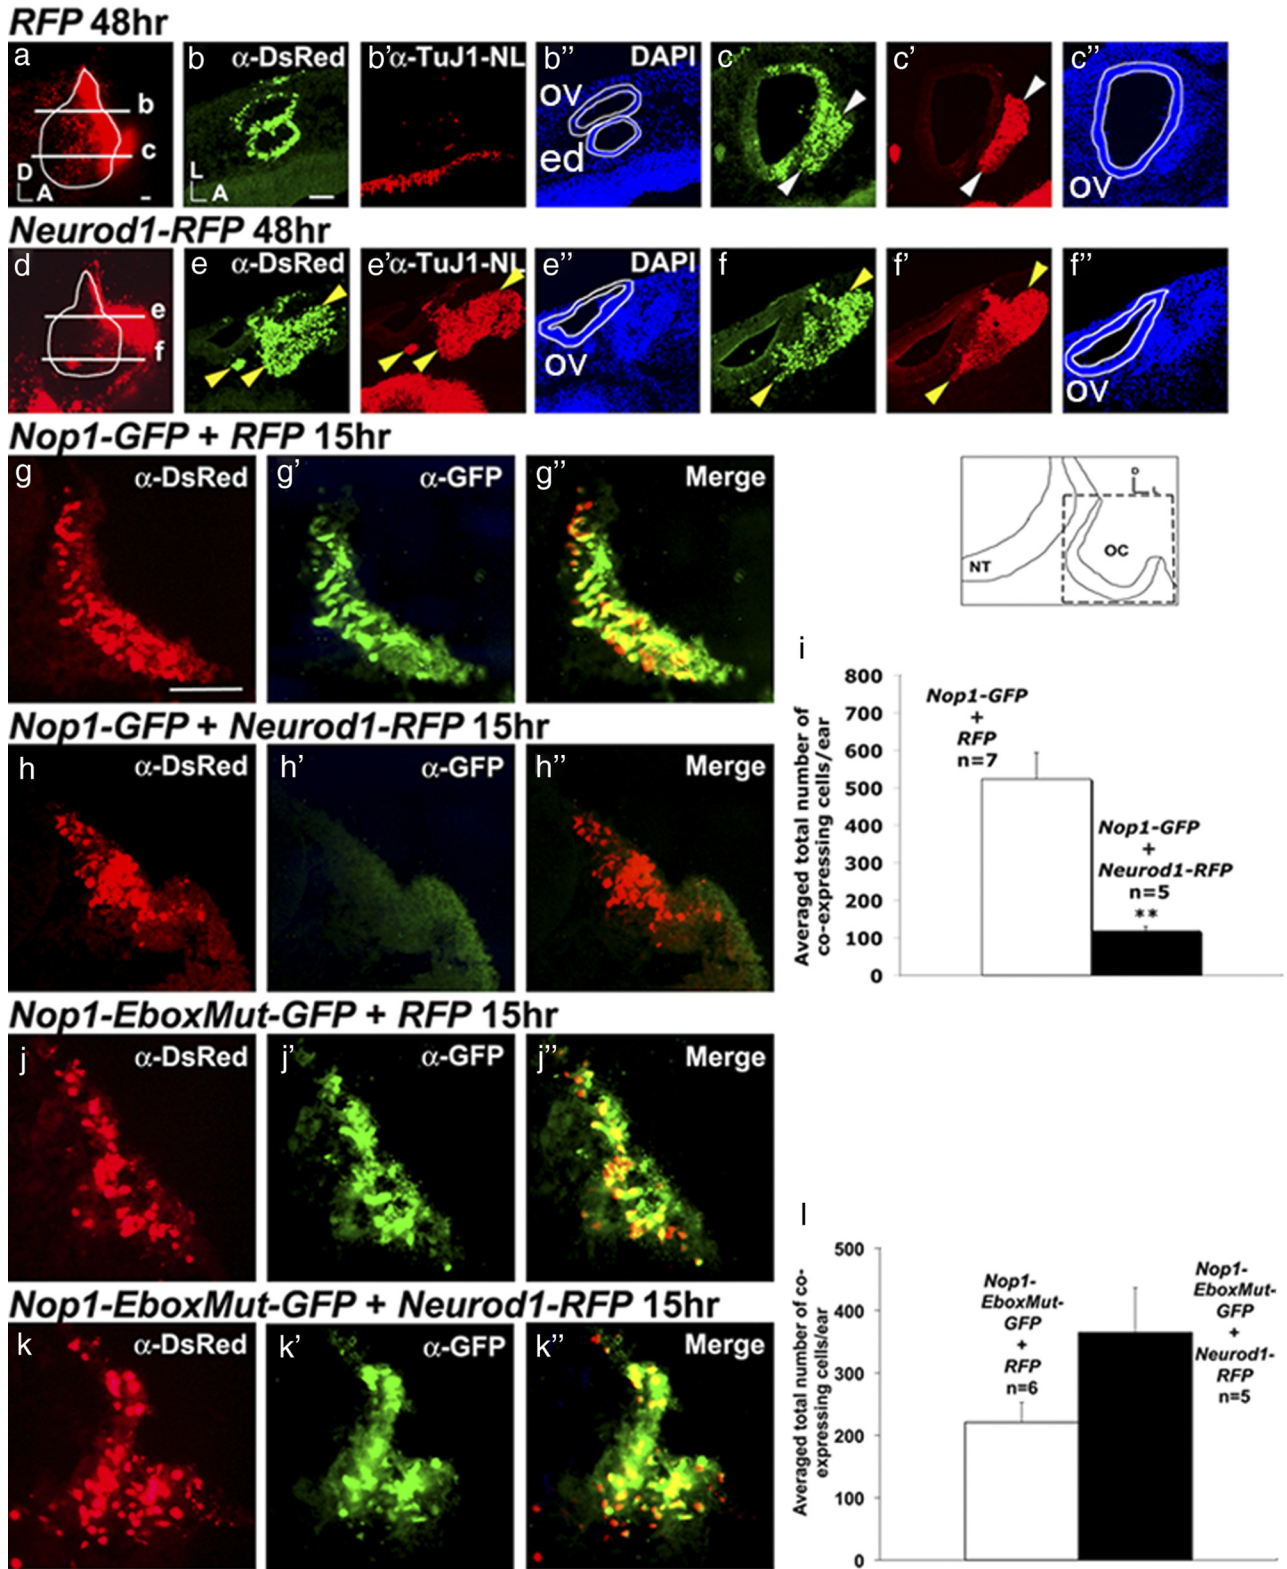 RFP 48hr
a
b
c
D
A
b α-DsRed
L
A
b’ α-TuJ1-NL
b’’ DAPI
ov
ed
c
c’
c’’
ov
Neurod1-RFP 48hr
d
e
f
e α-DsRed
e’ α-TuJ1-NL
e’’ DAPI
ov
f
f’
f’’
ov
Nop1-GFP + RFP 15hr
g α-DsRed
g’ α-GFP
g’’ Merge
D
L
NT
OC
i
Averaged total number of
co-expressing cells/ear
800
700
600
500
400
300
200
100
0
Nop1-GFP
+
RFP
n=7
Nop1-GFP
+
Neurod1-RFP
n=5
**
Nop1-GFP + Neurod1-RFP 15hr
h α-DsRed
h’ α-GFP
h’’ Merge
Nop1-EboxMut-GFP + RFP 15hr
j α-DsRed
j’ α-GFP
j’’ Merge
Nop1-EboxMut-GFP + Neurod1-RFP 15hr
k α-DsRed
k’ α-GFP
k’’ Merge
l
Averaged total number of co-
expressing cells/ear
500
400
300
200
100
0
Nop1-
EboxMut-
GFP
+
RFP
n=6
Nop1-
EboxMut-
GFP
+
Neurod1-
RFP
n=5